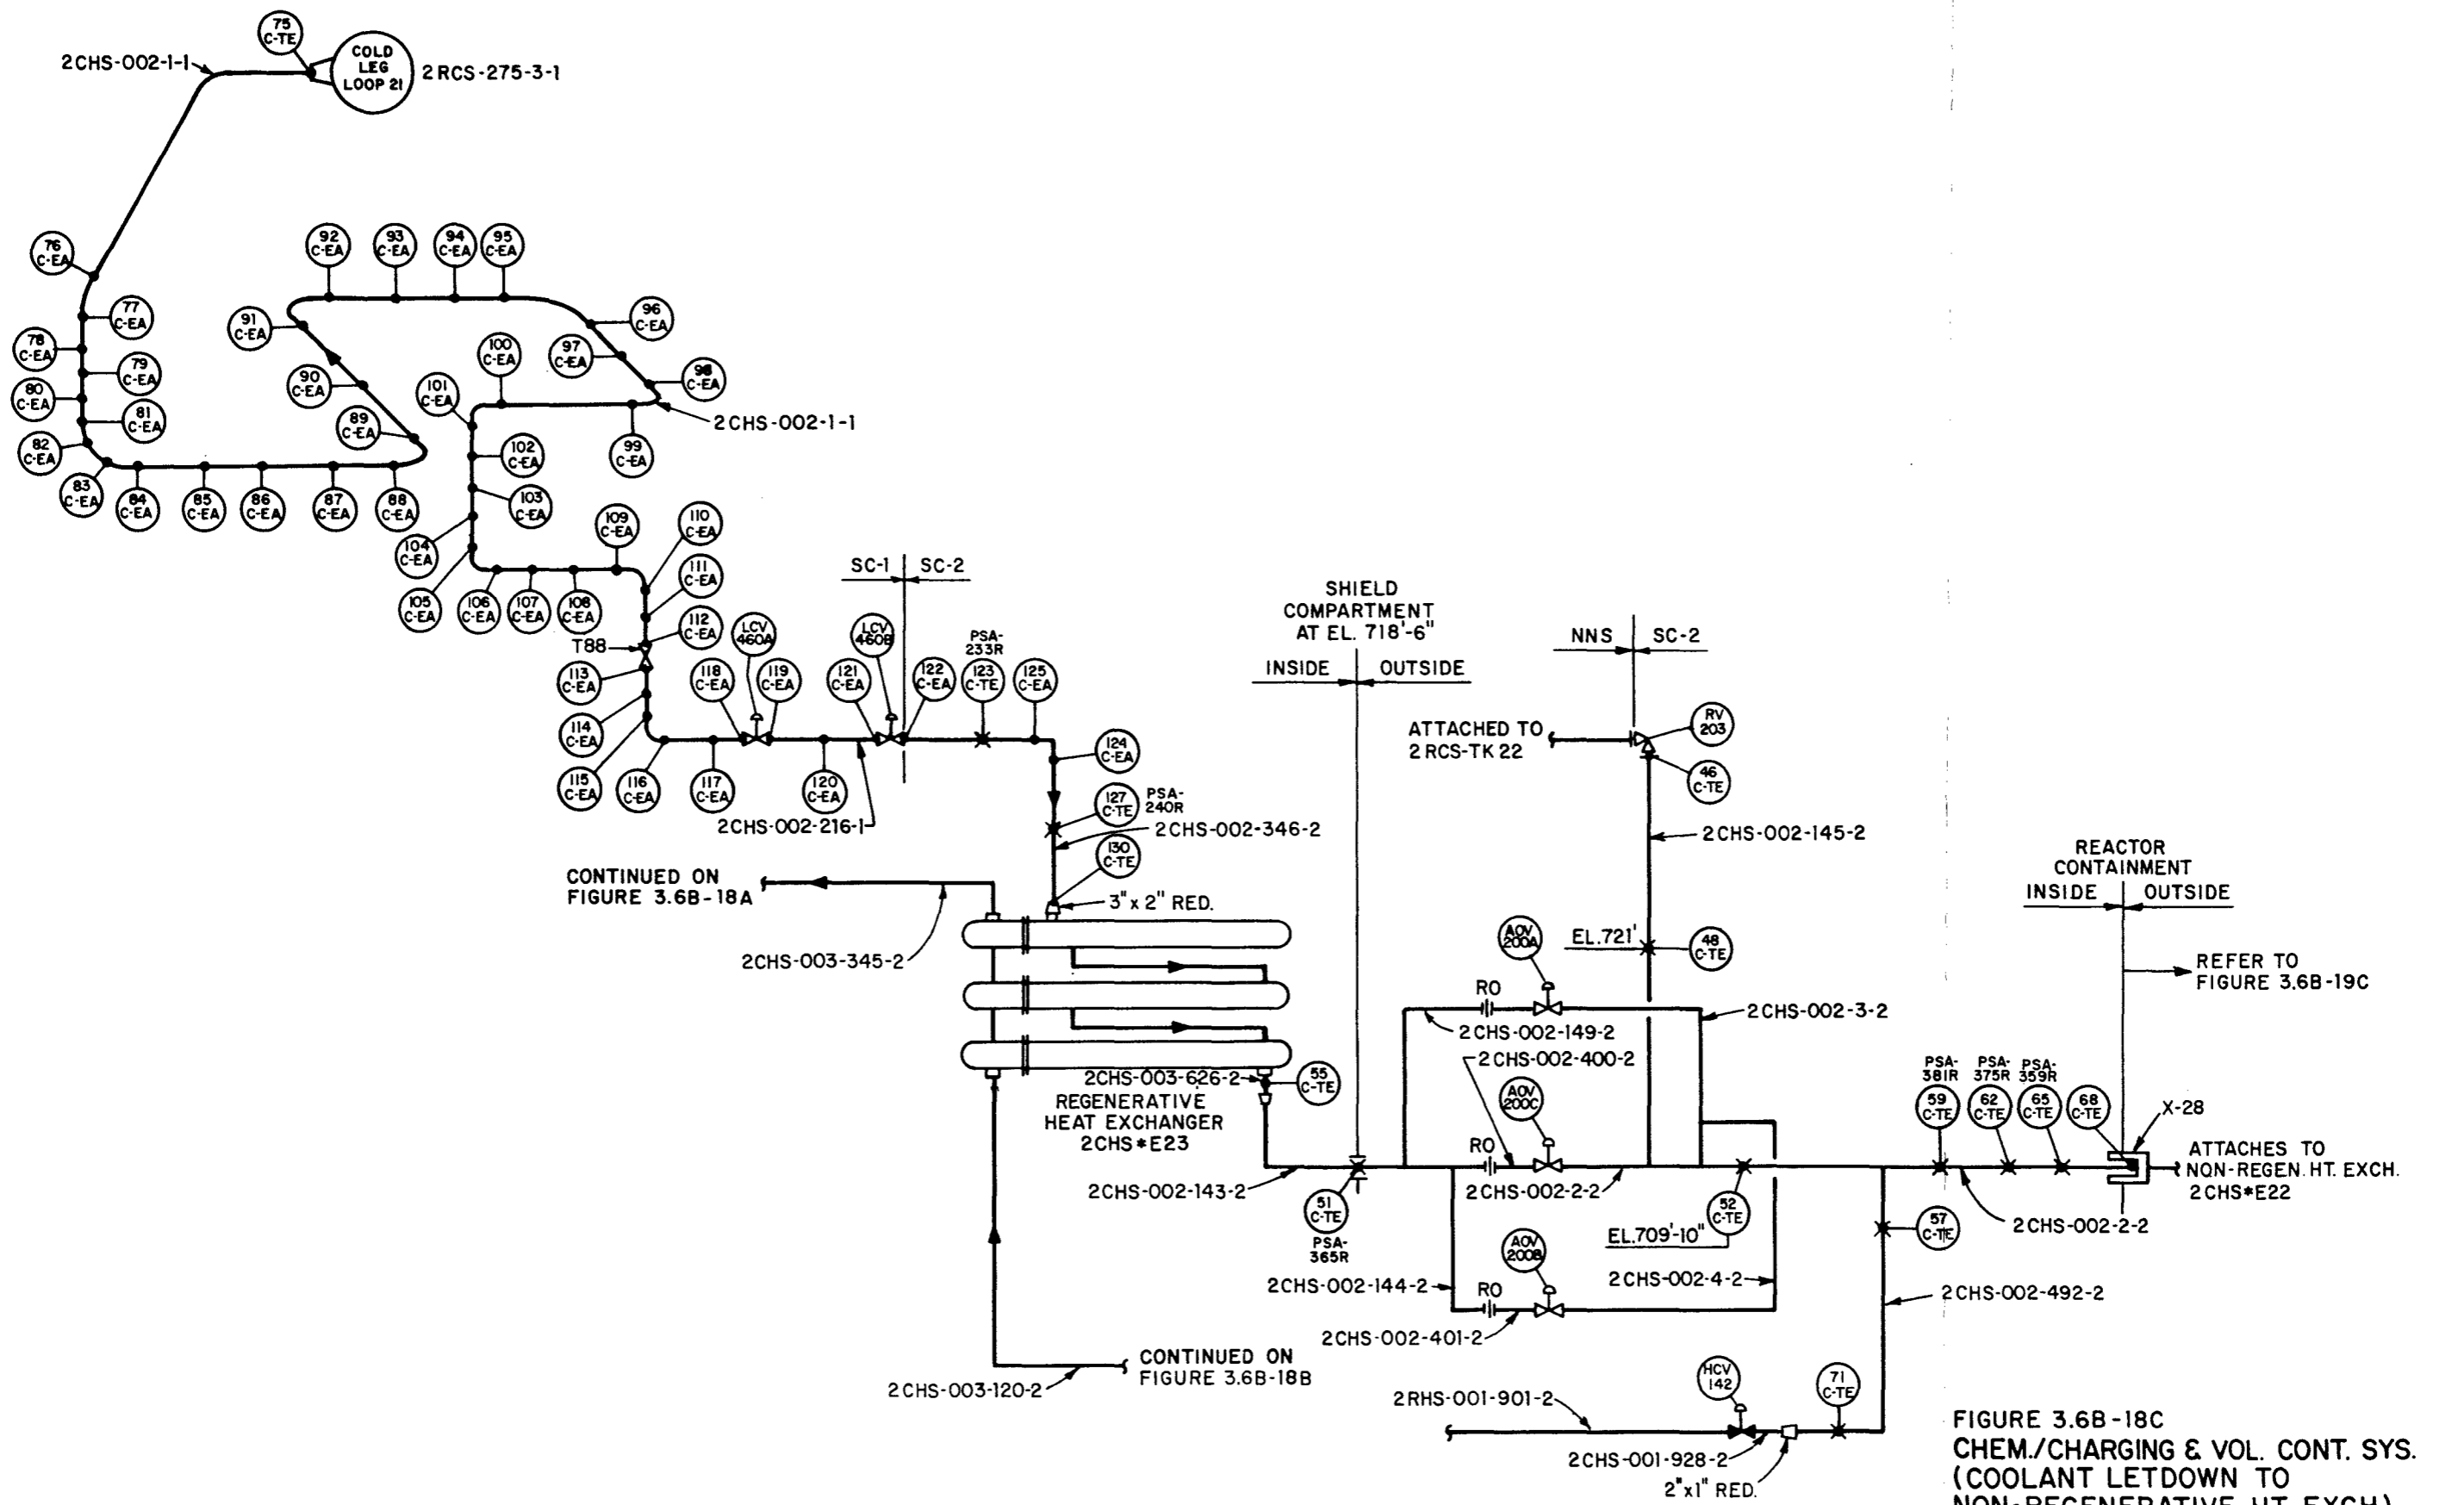 75
C-TE
COLD
LEG
LOOP 21
2RCS-275-3-1
2CHS-002-1-1
76
C-EA
77
C-EA
78
C-EA
79
C-EA
80
C-EA
81
C-EA
82
C-EA
83
C-EA
84
C-EA
85
C-EA
86
C-EA
87
C-EA
88
C-EA
89
C-EA
90
C-EA
91
C-EA
92
C-EA
93
C-EA
94
C-EA
95
C-EA
96
C-EA
97
C-EA
98
C-EA
2CHS-002-1-1
99
C-EA
100
C-EA
101
C-EA
102
C-EA
103
C-EA
104
C-EA
105
C-EA
106
C-EA
107
C-EA
108
C-EA
109
C-EA
110
C-EA
111
C-EA
112
C-EA
T88
113
C-EA
114
C-EA
115
C-EA
116
C-EA
117
C-EA
118
C-EA
LCV
460A
119
C-EA
120
C-EA
121
C-EA
LCV
460B
SC-1
SC-2
122
C-EA
PSA-
233R
123
C-TE
125
C-EA
124
C-EA
127
C-TE
PSA-
240R
2CHS-002-216-1
2CHS-002-346-2
130
C-TE
3" x 2" RED.
CONTINUED ON
FIGURE 3.6B-18A
2CHS-003-345-2
2CHS-003-626-2
55
C-TE
REGENERATIVE
HEAT EXCHANGER
2CHS*E23
2CHS-003-120-2
CONTINUED ON
FIGURE 3.6B-18B
SHIELD
COMPARTMENT
AT EL. 718'-6"
INSIDE
OUTSIDE
2CHS-002-143-2
51
C-TE
PSA-
365R
NNS
SC-2
ATTACHED TO
2RCS-TK 22
RV
203
46
C-TE
2CHS-002-145-2
EL.721'
48
C-TE
AOV
200A
RO
2CHS-002-149-2
2CHS-002-3-2
2CHS-002-400-2
AOV
200C
RO
2CHS-002-2-2
52
C-TE
EL.709'-10"
AOV
200B
2CHS-002-144-2
RO
2CHS-002-4-2
2CHS-002-401-2
PSA-
381R
59
C-TE
PSA-
375R
62
C-TE
PSA-
359R
65
C-TE
68
C-TE
REACTOR
CONTAINMENT
INSIDE
OUTSIDE
REFER TO
FIGURE 3.6B-19C
X-28
ATTACHES TO
NON-REGEN. HT. EXCH.
2CHS*E22
2CHS-002-2-2
57
C-TE
2CHS-002-492-2
2RHS-001-901-2
HCV
142
71
C-TE
2CHS-001-928-2
2"x1" RED.
FIGURE 3.6B-18C
CHEM./CHARGING & VOL. CONT. SYS.
(COOLANT LETDOWN TO
NON-REGENERATIVE HT. EXCH)